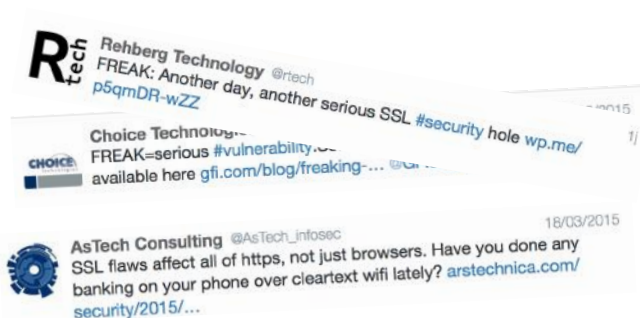 Rtech
Rehberg Technology @rtech
FREAK: Another day, another serious SSL #security hole wp.me/
p5qmDR-wZZ
CHOICE
FREAK=serious
available here gfi.com/blog/freaking-...
AsTech Consulting @AsTech_infosec 18/03/2015
SSL flaws affect all of https, not just browsers. Have you done any
banking on your phone over cleartext wifi lately? arstechnica.com/
security/2015/...